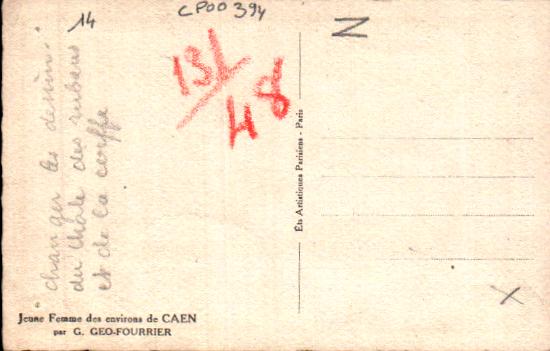 14
CP00394
N
131/48
changer les dessins
du châle des rubans
et de la coiffe
Éts Artistiques Parisiens - Paris
X
Jeune Femme des environs de CAEN
par G. GEO-FOURRIER